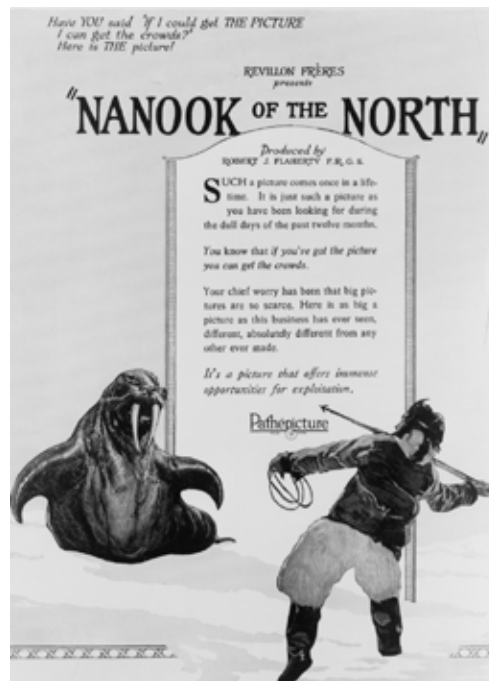 Have YOU said "if I could get THE PICTURE
I can get the crowds?"
Here is THE picture!
REVILLON FRÈRES
presents
"NANOOK OF THE NORTH"
Produced by
ROBERT J. FLAHERTY F.R.G.S.
SUCH a picture comes once in a life-
time. It is just such a picture as
you have been looking for during
the dull days of the past twelve months.
You know that if you've got the picture
you can get the crowds.
Your chief worry has been that big pic-
tures are so scarce. Here is as big a
picture as this business has ever seen,
different, absolutely different from any
other ever made.
It's a picture that offers immense
opportunities for exploitation.
Pathépicture